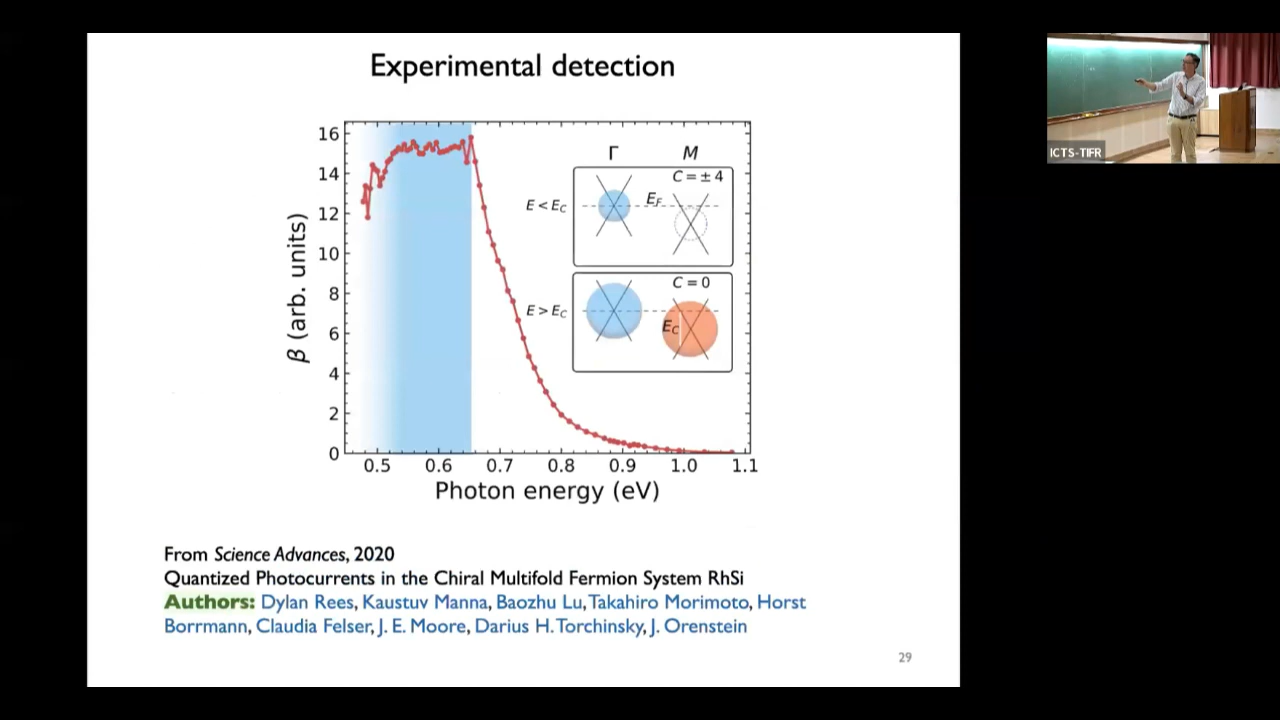 Experimental detection
16
14
12
10
8
6
4
2
0
β (arb. units)
0.5 0.6 0.7 0.8 0.9 1.0 1.1
Photon energy (eV)
Γ M
C = ± 4
E < E_C
E_F
C = 0
E > E_C
E_C
From Science Advances, 2020
Quantized Photocurrents in the Chiral Multifold Fermion System RhSi
Authors: Dylan Rees, Kaustuv Manna, Baozhu Lu, Takahiro Morimoto, Horst
Borrmann, Claudia Felser, J. E. Moore, Darius H. Torchinsky, J. Orenstein
29
ICTS-TIFR